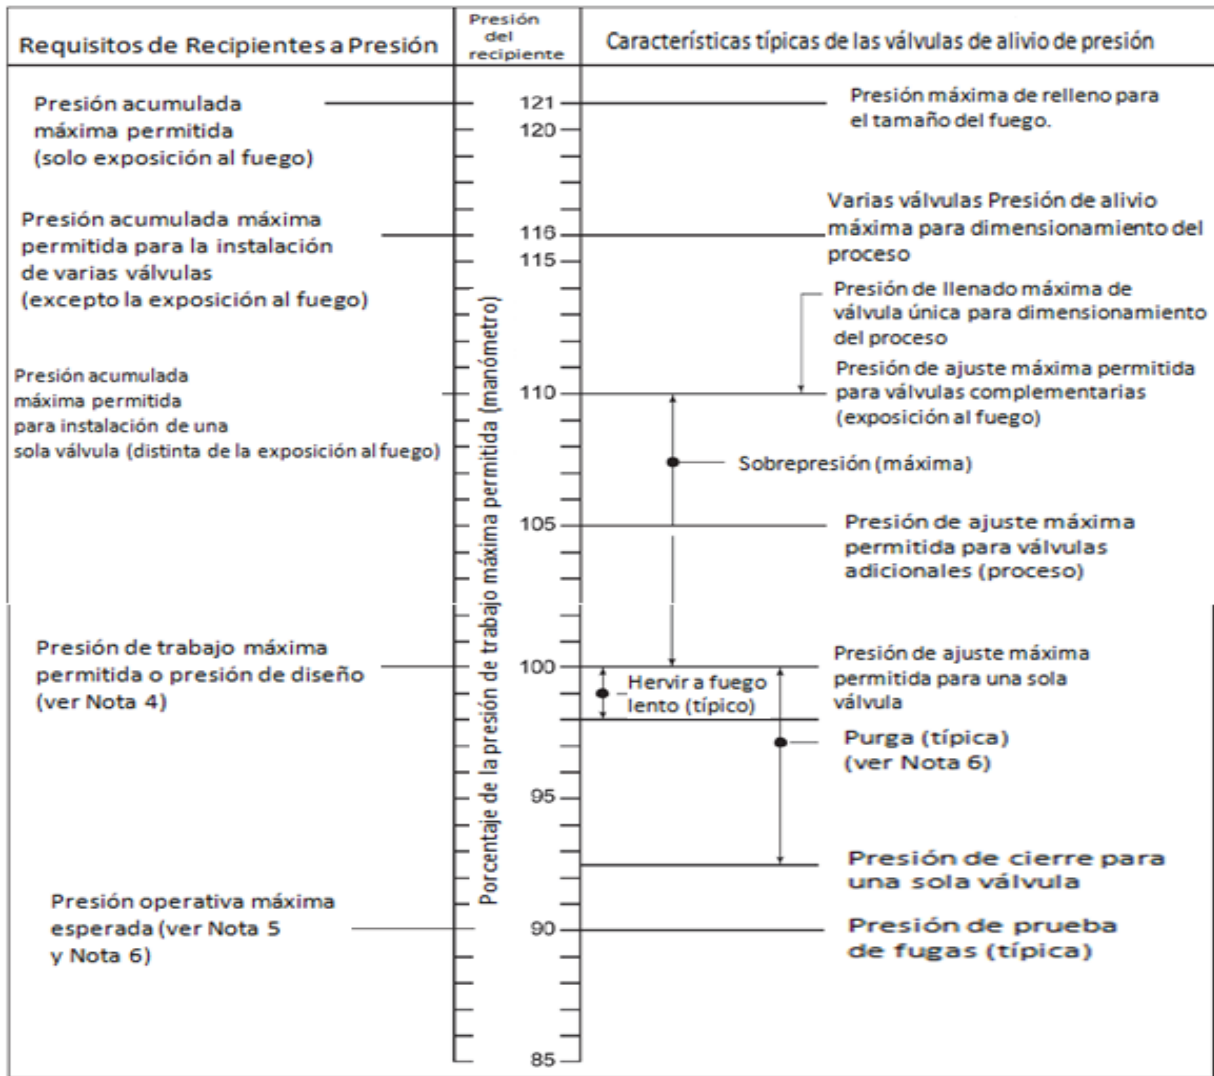 Requisitos de Recipientes a Presión
Presión
del
recipiente
Características típicas de las válvulas de alivio de presión
Presión acumulada
máxima permitida
(solo exposición al fuego)
121
120
Presión máxima de relleno para
el tamaño del fuego.
Presión acumulada máxima
permitida para la instalación
de varias válvulas
(excepto la exposición al fuego)
116
115
Varias válvulas Presión de alivio
máxima para dimensionamiento del
proceso
Presión de llenado máxima de
válvula única para dimensionamiento
del proceso
Presión acumulada
máxima permitida
para instalación de una
sola válvula (distinta de la exposición al fuego)
110
Presión de ajuste máxima permitida
para válvulas complementarias
(exposición al fuego)
Sobrepresión (máxima)
Porcentaje de la presión de trabajo máxima permitida (manómetro)
105
Presión de ajuste máxima
permitida para válvulas
adicionales (proceso)
Presión de trabajo máxima
permitida o presión de diseño
(ver Nota 4)
100
Hervir a fuego
lento (típico)
Presión de ajuste máxima
permitida para una sola
válvula
Purga (típica)
(ver Nota 6)
95
Presión de cierre para
una sola válvula
Presión operativa máxima
esperada (ver Nota 5
y Nota 6)
90
Presión de prueba
de fugas (típica)
85